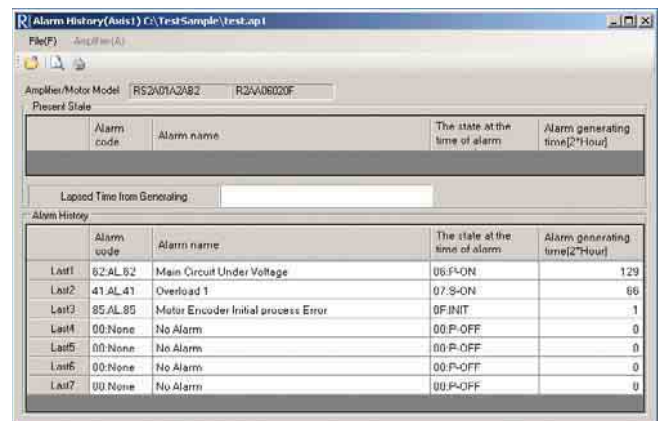 Alarm History(Axis1) C:\TestSample\test.ap1
File(F) Amplifier(A)
Amplifier/Motor Model RS2A01A2AB2 R2AA06020F
Present State
Alarm code Alarm name The state at the time of alarm Alarm generating time[2*Hour]
Lapsed Time from Generating
Alarm History
Alarm code Alarm name The state at the time of alarm Alarm generating time[2*Hour]
Last1 62:AL.62 Main Circuit Under Voltage 06:P-ON 129
Last2 41:AL.41 Overload 1 07:S-ON 66
Last3 85:AL.85 Motor Encoder Initial process Error 0F:INIT 1
Last4 00:None No Alarm 00:P-OFF 0
Last5 00:None No Alarm 00:P-OFF 0
Last6 00:None No Alarm 00:P-OFF 0
Last7 00:None No Alarm 00:P-OFF 0